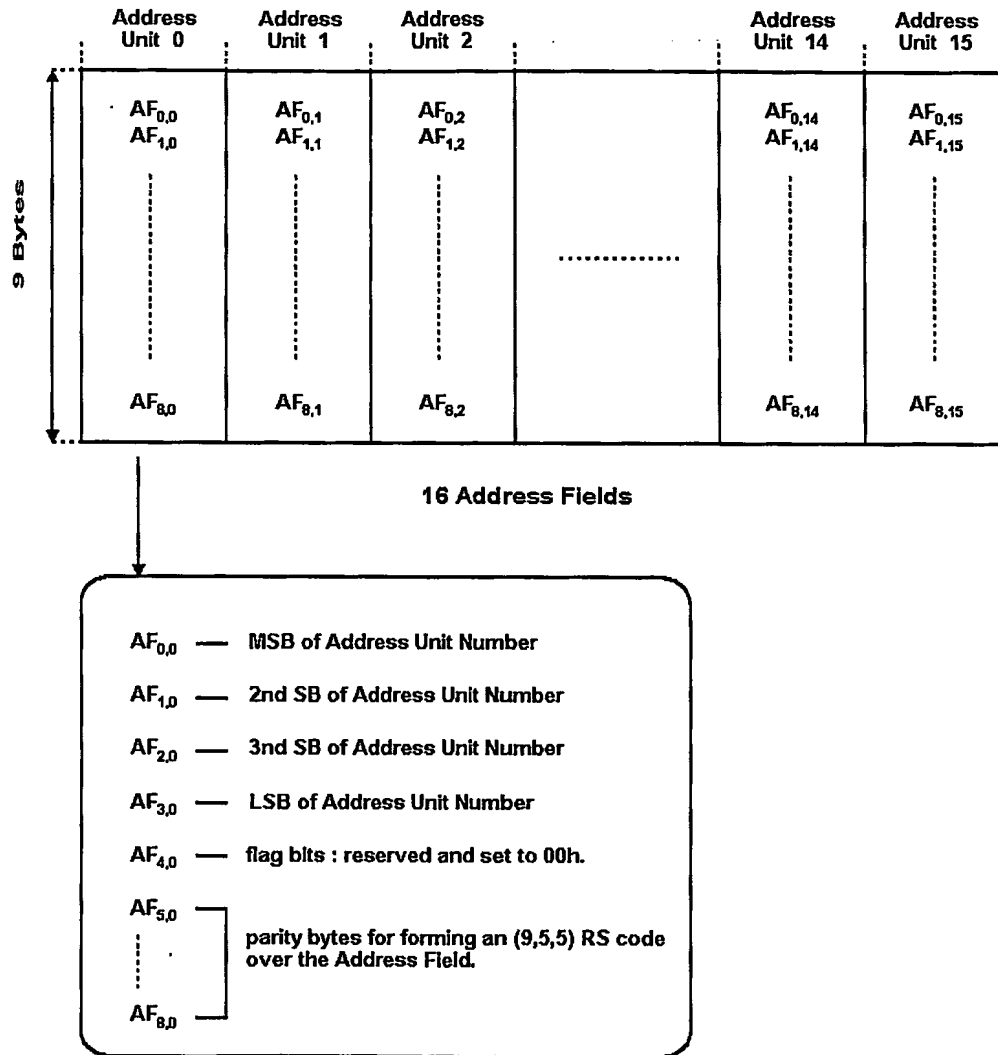 Address Unit 0
Address Unit 1
Address Unit 2
Address Unit 14
Address Unit 15
9 Bytes
AF0,0 AF0,1 AF0,2 AF0,14 AF0,15
AF1,0 AF1,1 AF1,2 AF1,14 AF1,15
AF8,0 AF8,1 AF8,2 AF8,14 AF8,15
16 Address Fields
AF0,0 — MSB of Address Unit Number
AF1,0 — 2nd SB of Address Unit Number
AF2,0 — 3nd SB of Address Unit Number
AF3,0 — LSB of Address Unit Number
AF4,0 — flag bits : reserved and set to 00h.
AF5,0
parity bytes for forming an (9,5,5) RS code
over the Address Field.
AF8,0